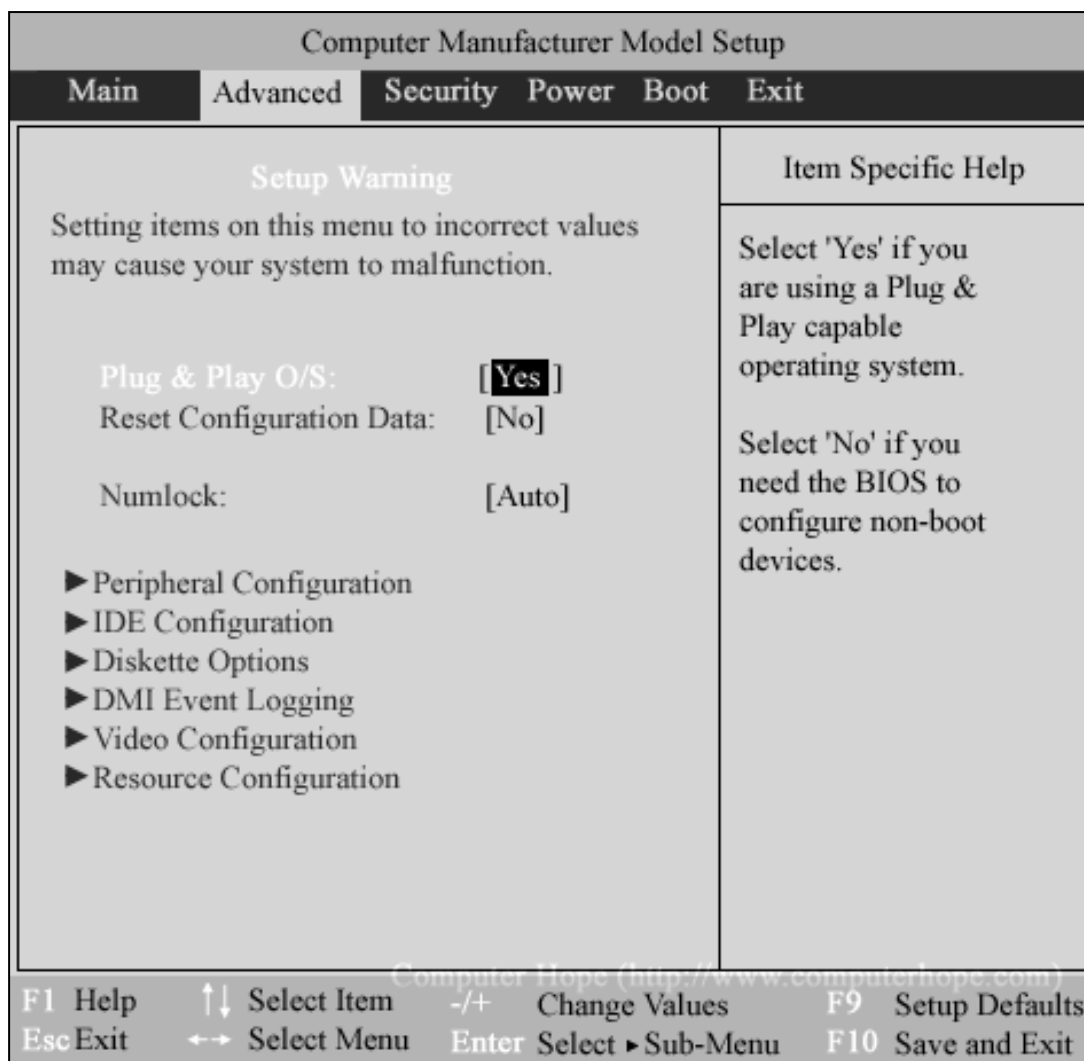 Computer Manufacturer Model Setup
Main Advanced Security Power Boot Exit
Setup Warning
Setting items on this menu to incorrect values
may cause your system to malfunction.
Plug & Play O/S: [Yes]
Reset Configuration Data: [No]
Numlock: [Auto]
►Peripheral Configuration
►IDE Configuration
►Diskette Options
►DMI Event Logging
►Video Configuration
►Resource Configuration
Item Specific Help
Select 'Yes' if you
are using a Plug &
Play capable
operating system.
Select 'No' if you
need the BIOS to
configure non-boot
devices.
Computer Hope (http://www.computerhope.com)
F1 Help ↑↓ Select Item -/+ Change Values F9 Setup Defaults
Esc Exit ←→ Select Menu Enter Select ►Sub-Menu F10 Save and Exit